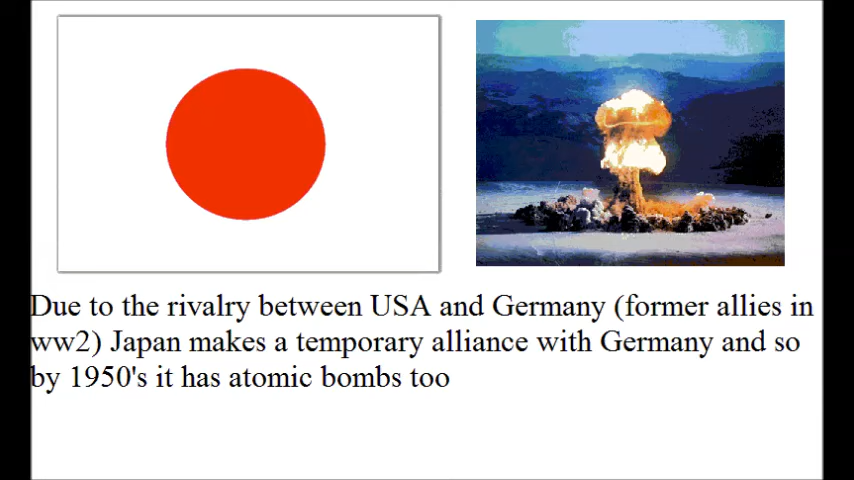 Due to the rivalry between USA and Germany (former allies in
ww2) Japan makes a temporary alliance with Germany and so
by 1950's it has atomic bombs too